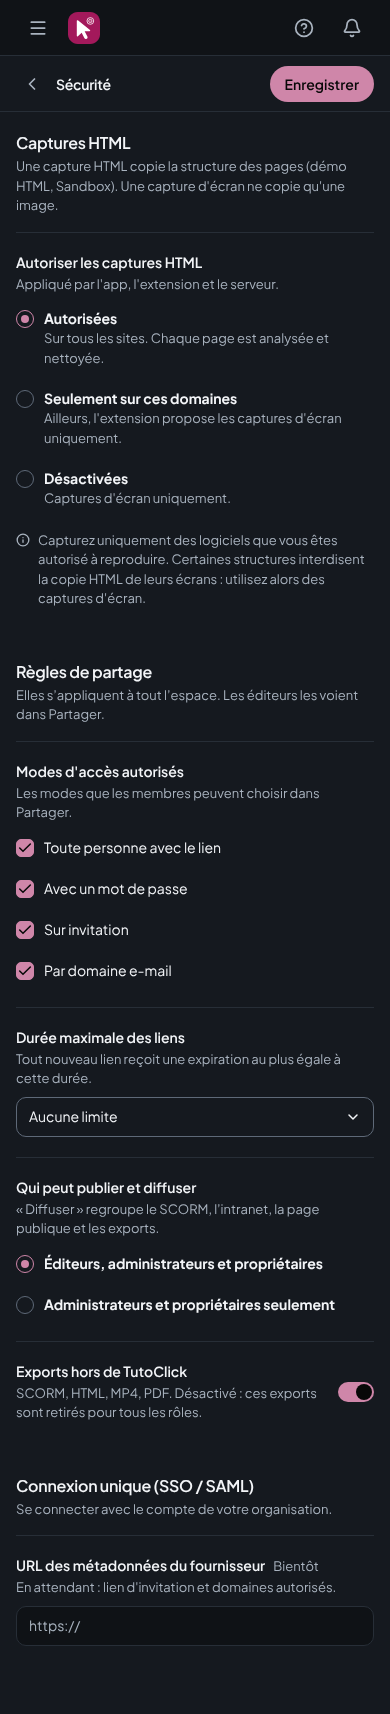 Sécurité
Enregistrer
Captures HTML
Une capture HTML copie la structure des pages (démo
HTML, Sandbox). Une capture d'écran ne copie qu'une
image.
Autoriser les captures HTML
Appliqué par l'app, l'extension et le serveur.
Autorisées
Sur tous les sites. Chaque page est analysée et
nettoyée.
Seulement sur ces domaines
Ailleurs, l'extension propose les captures d'écran
uniquement.
Désactivées
Captures d'écran uniquement.
Capturez uniquement des logiciels que vous êtes
autorisé à reproduire. Certaines structures interdisent
la copie HTML de leurs écrans : utilisez alors des
captures d'écran.
Règles de partage
Elles s'appliquent à tout l'espace. Les éditeurs les voient
dans Partager.
Modes d'accès autorisés
Les modes que les membres peuvent choisir dans
Partager.
Toute personne avec le lien
Avec un mot de passe
Sur invitation
Par domaine e-mail
Durée maximale des liens
Tout nouveau lien reçoit une expiration au plus égale à
cette durée.
Aucune limite
Qui peut publier et diffuser
« Diffuser » regroupe le SCORM, l'intranet, la page
publique et les exports.
Éditeurs, administrateurs et propriétaires
Administrateurs et propriétaires seulement
Exports hors de TutoClick
SCORM, HTML, MP4, PDF. Désactivé : ces exports
sont retirés pour tous les rôles.
Connexion unique (SSO / SAML)
Se connecter avec le compte de votre organisation.
URL des métadonnées du fournisseur Bientôt
En attendant : lien d'invitation et domaines autorisés.
https://